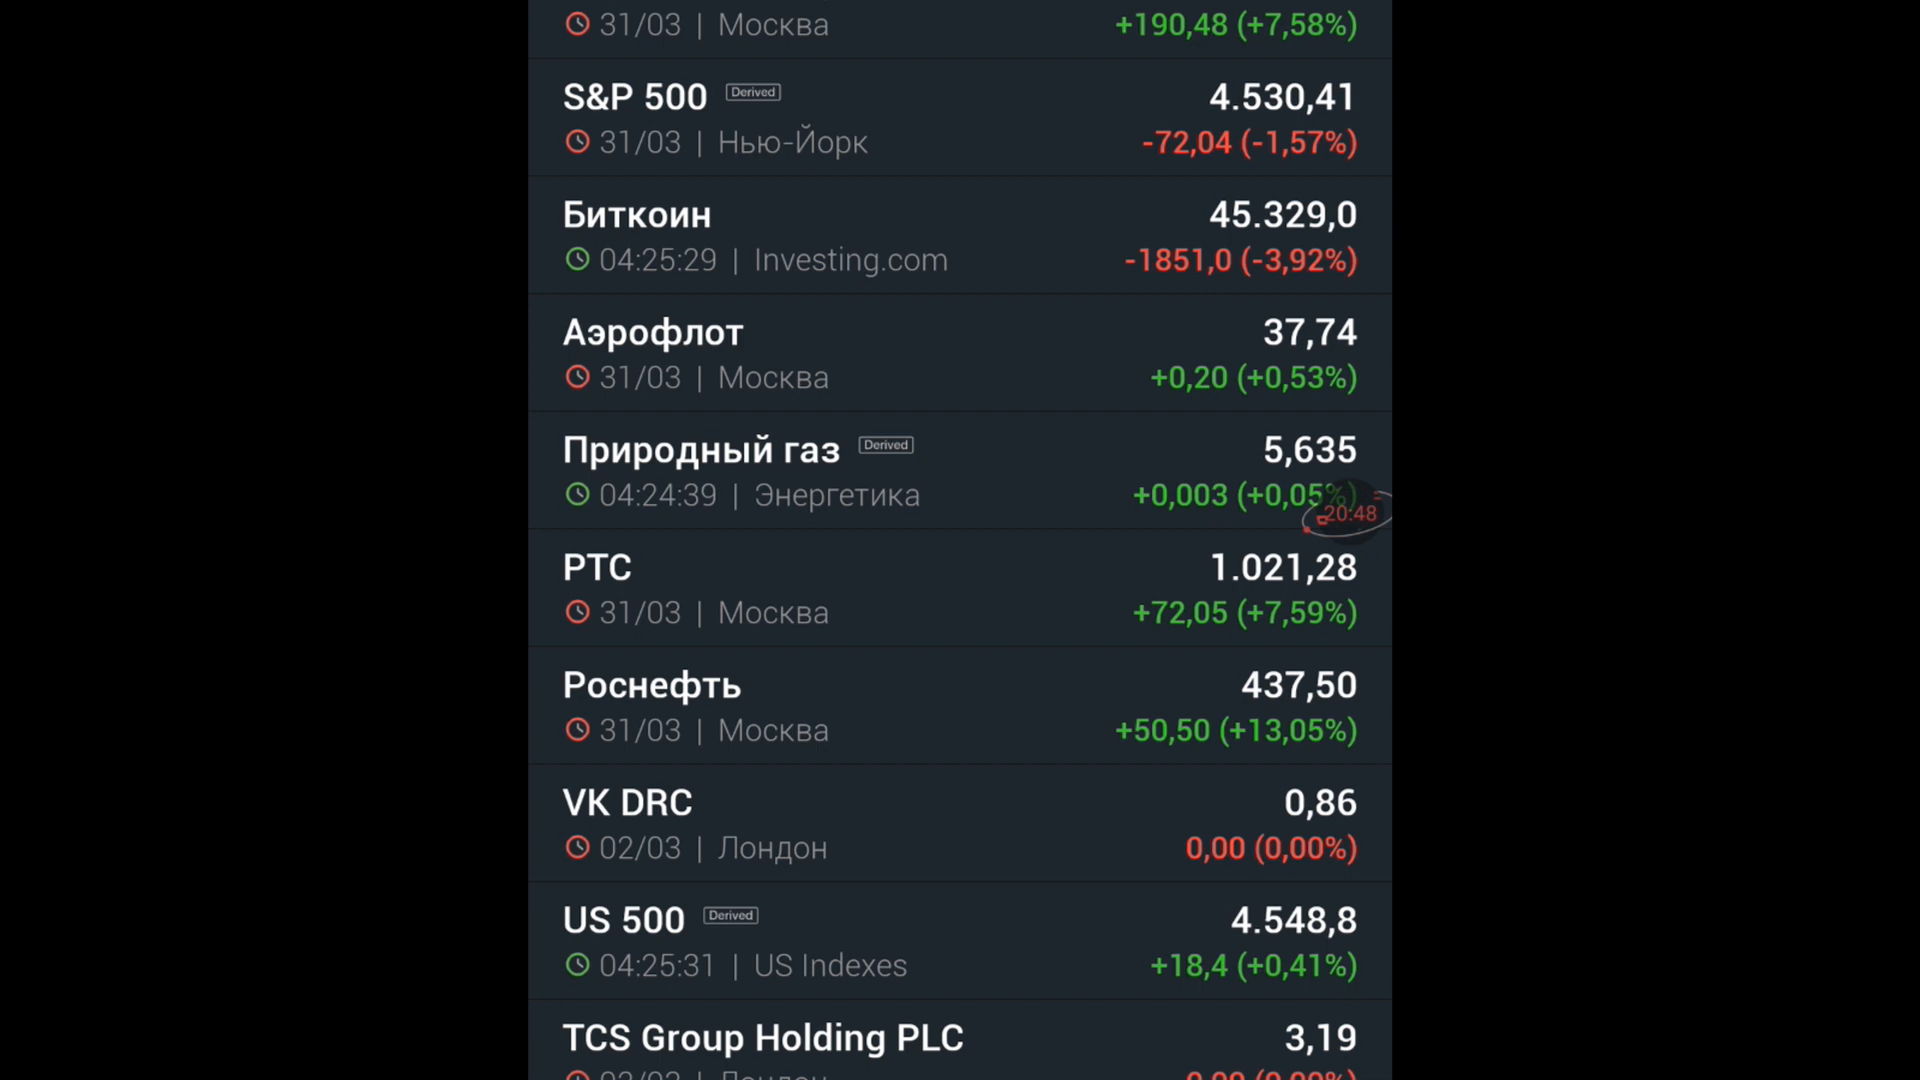 31/03 | Москва +190,48 (+7,58%)
S&P 500 Derived 4.530,41
31/03 | Нью-Йорк -72,04 (-1,57%)
Биткоин 45.329,0
04:25:29 | Investing.com -1851,0 (-3,92%)
Аэрофлот 37,74
31/03 | Москва +0,20 (+0,53%)
Природный газ Derived 5,635
04:24:39 | Энергетика +0,003 (+0,05%)
20:48
РТС 1.021,28
31/03 | Москва +72,05 (+7,59%)
Роснефть 437,50
31/03 | Москва +50,50 (+13,05%)
VK DRC 0,86
02/03 | Лондон 0,00 (0,00%)
US 500 Derived 4.548,8
04:25:31 | US Indexes +18,4 (+0,41%)
TCS Group Holding PLC 3,19